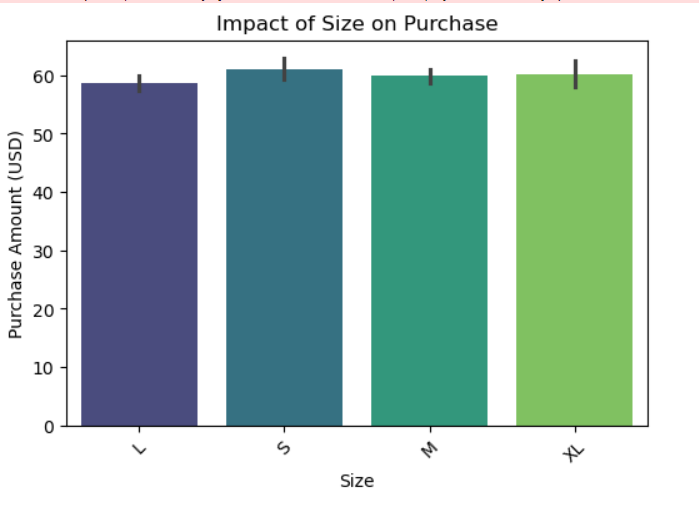 Impact of Size on Purchase
Purchase Amount (USD)
60
50
40
30
20
10
0
L
S
M
XL
Size